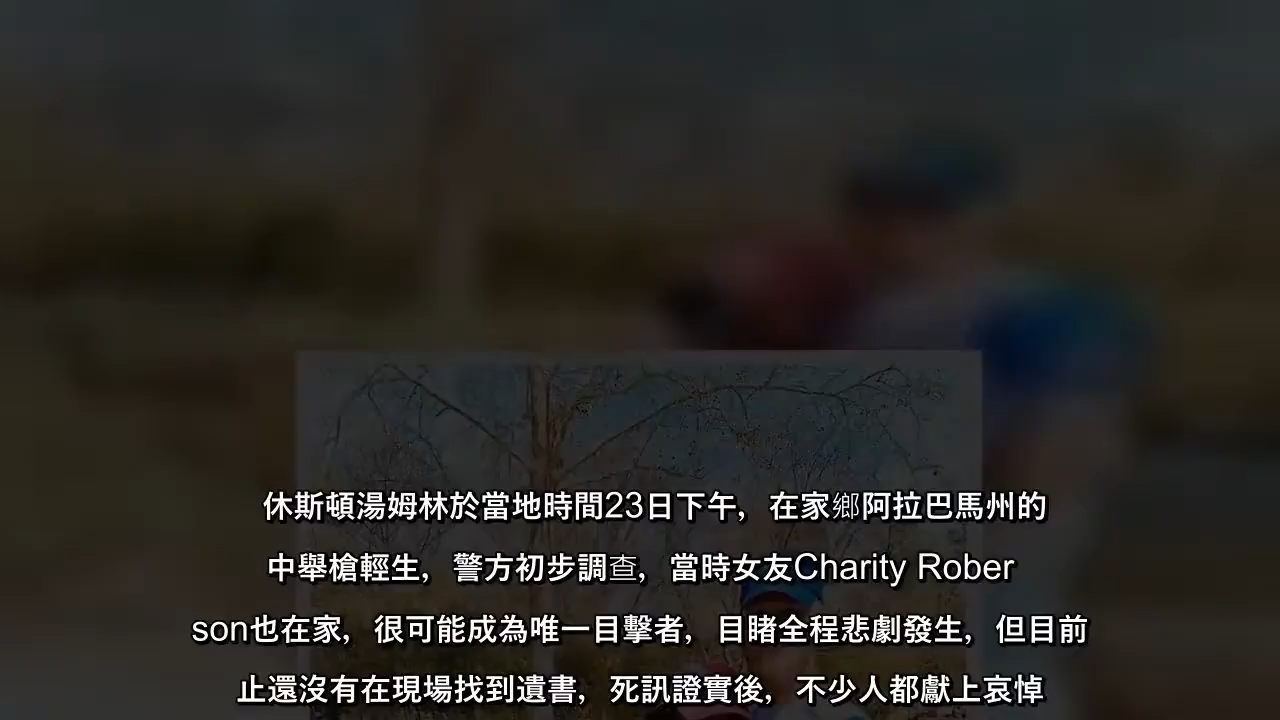 休斯頓湯姆林於當地時間23日下午，在家鄉阿拉巴馬州的
中舉槍輕生，警方初步調查，當時女友Charity Rober
son也在家，很可能成為唯一目擊者，目睹全程悲劇發生，但目前
止還沒有在現場找到遺書，死訊證實後，不少人都獻上哀悼